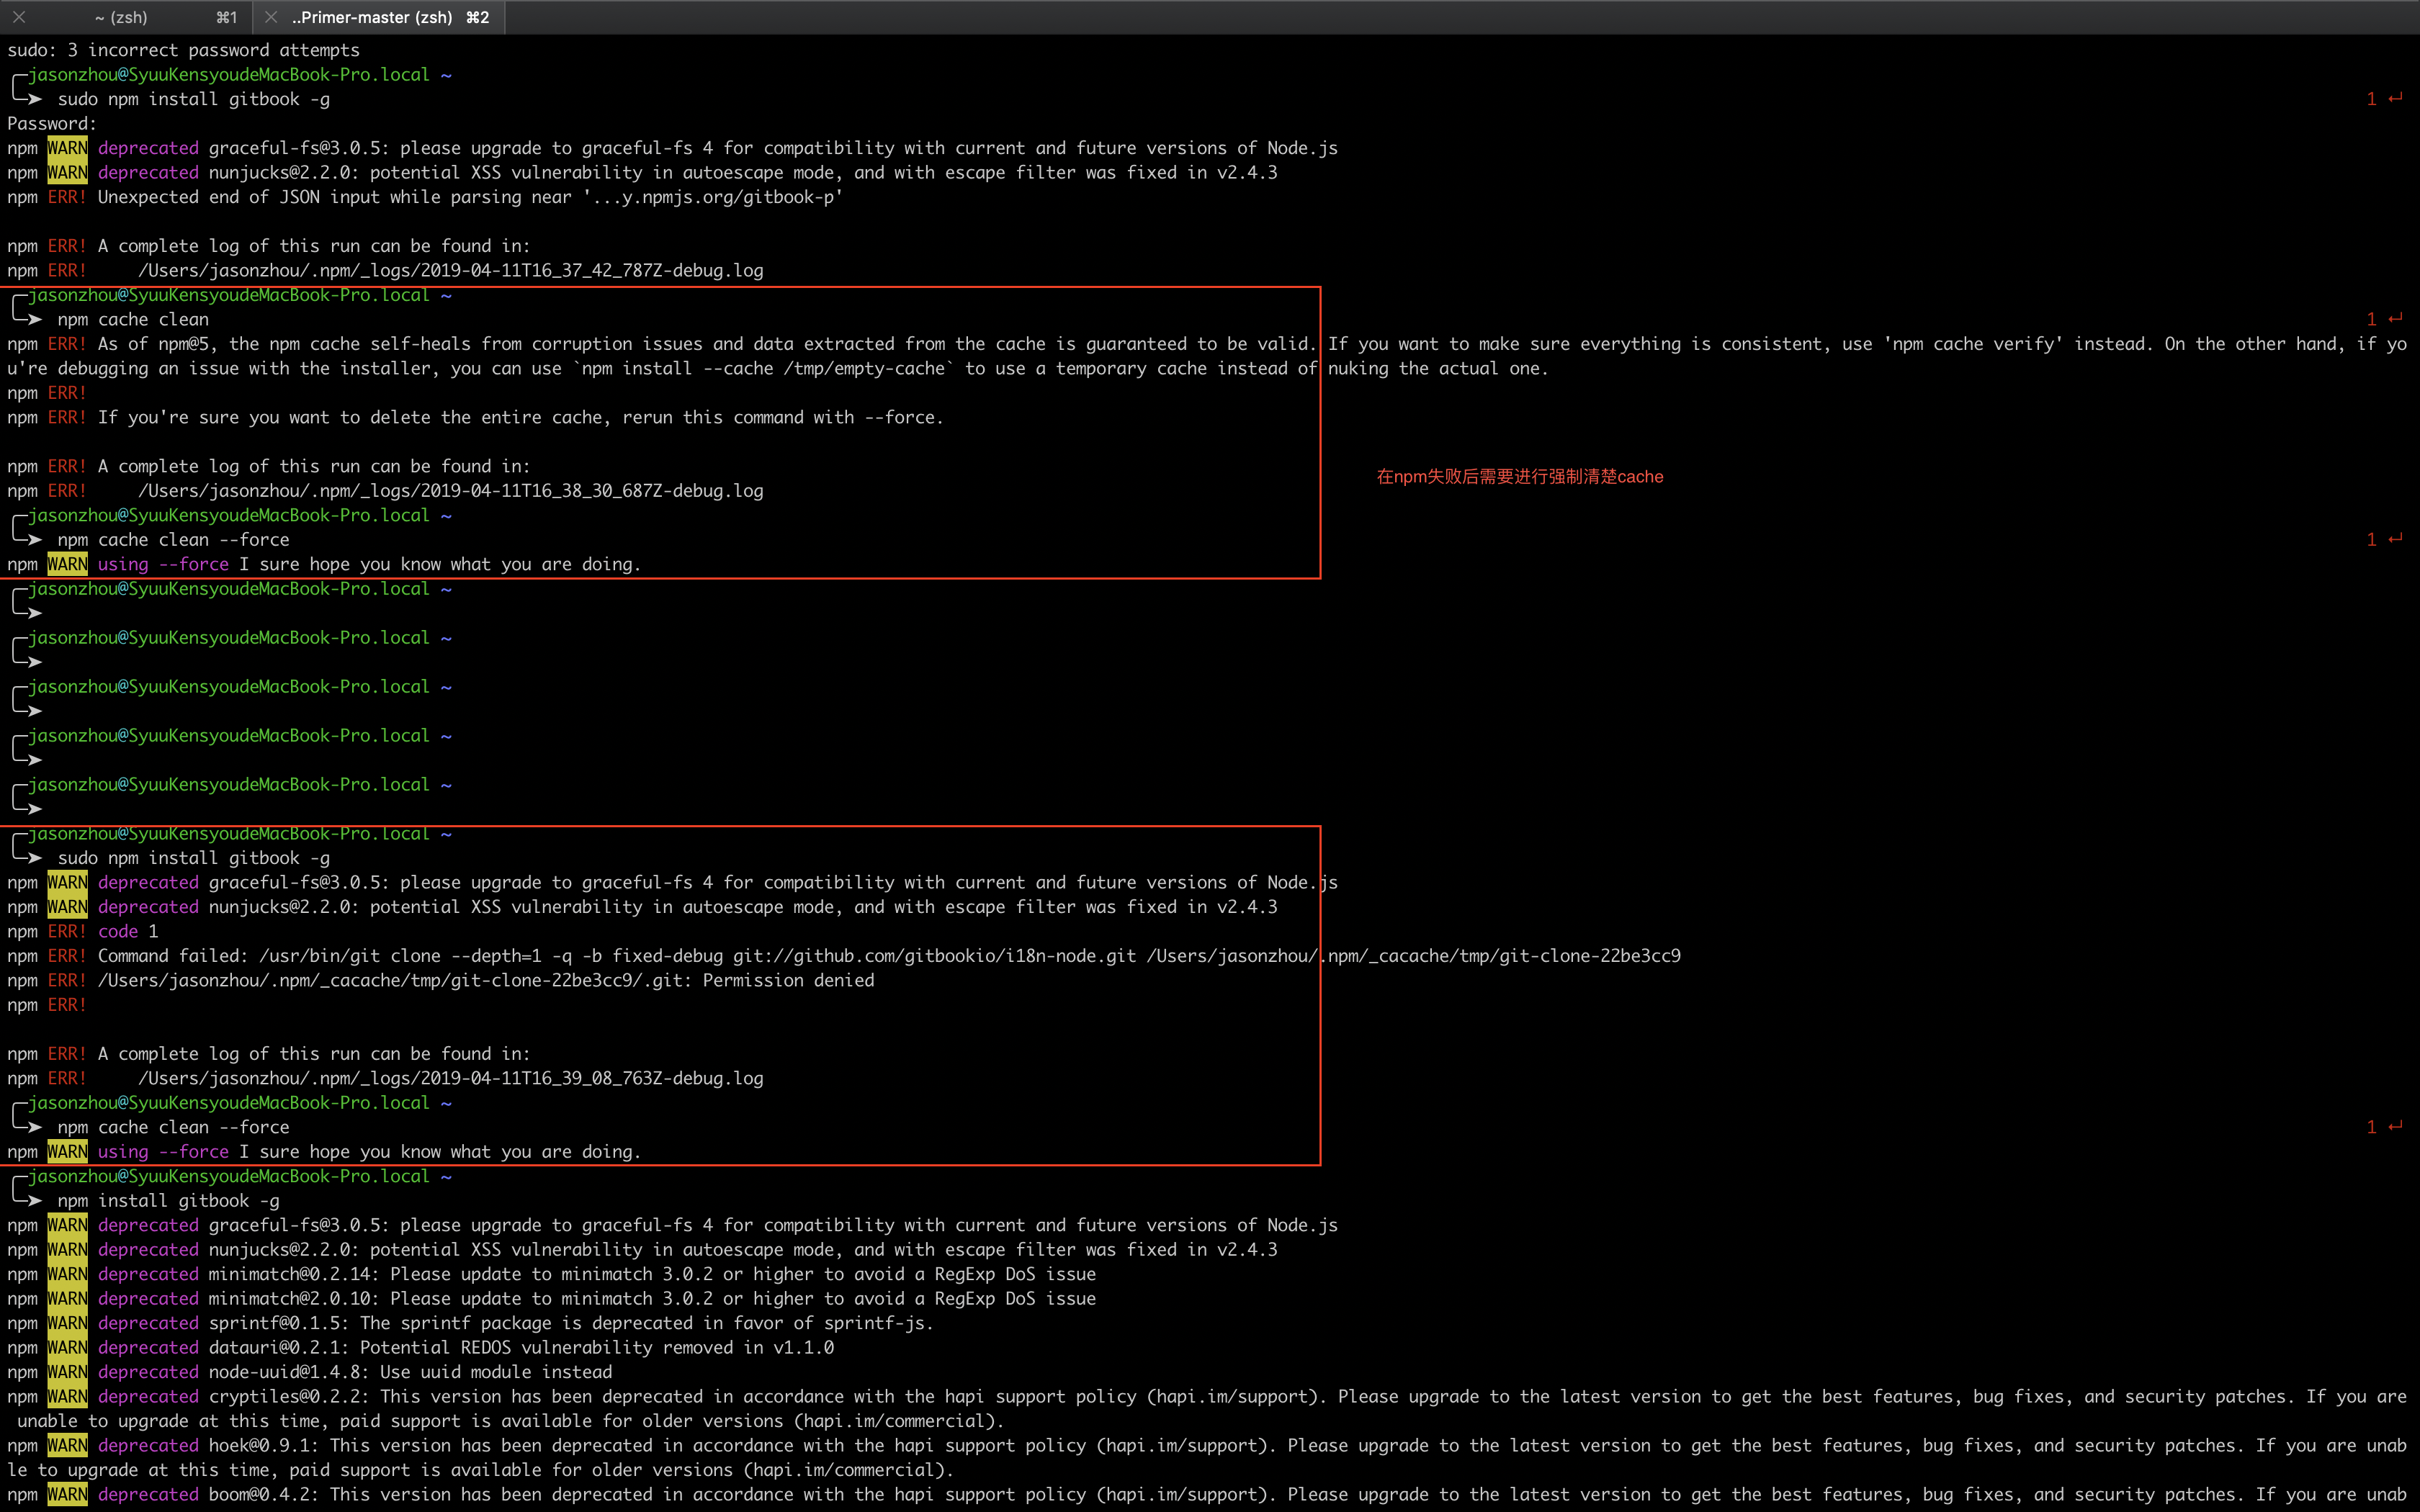 ~ (zsh) ⌘1 ..Primer-master (zsh) ⌘2
sudo: 3 incorrect password attempts
jasonzhou@SyuuKensyoudeMacBook-Pro.local ~
sudo npm install gitbook -g 1 ↵
Password:
npm WARN deprecated graceful-fs@3.0.5: please upgrade to graceful-fs 4 for compatibility with current and future versions of Node.js
npm WARN deprecated nunjucks@2.2.0: potential XSS vulnerability in autoescape mode, and with escape filter was fixed in v2.4.3
npm ERR! Unexpected end of JSON input while parsing near '...y.npmjs.org/gitbook-p'
npm ERR! A complete log of this run can be found in:
npm ERR!     /Users/jasonzhou/.npm/_logs/2019-04-11T16_37_42_787Z-debug.log
jasonzhou@SyuuKensyoudeMacBook-Pro.local ~
npm cache clean 1 ↵
npm ERR! As of npm@5, the npm cache self-heals from corruption issues and data extracted from the cache is guaranteed to be valid. If you want to make sure everything is consistent, use 'npm cache verify' instead. On the other hand, if yo
u're debugging an issue with the installer, you can use `npm install --cache /tmp/empty-cache` to use a temporary cache instead of nuking the actual one.
npm ERR!
npm ERR! If you're sure you want to delete the entire cache, rerun this command with --force.
npm ERR! A complete log of this run can be found in:
在npm失败后需要进行强制清楚cache
npm ERR!     /Users/jasonzhou/.npm/_logs/2019-04-11T16_38_30_687Z-debug.log
jasonzhou@SyuuKensyoudeMacBook-Pro.local ~
npm cache clean --force 1 ↵
npm WARN using --force I sure hope you know what you are doing.
jasonzhou@SyuuKensyoudeMacBook-Pro.local ~
jasonzhou@SyuuKensyoudeMacBook-Pro.local ~
jasonzhou@SyuuKensyoudeMacBook-Pro.local ~
jasonzhou@SyuuKensyoudeMacBook-Pro.local ~
jasonzhou@SyuuKensyoudeMacBook-Pro.local ~
jasonzhou@SyuuKensyoudeMacBook-Pro.local ~
sudo npm install gitbook -g
npm WARN deprecated graceful-fs@3.0.5: please upgrade to graceful-fs 4 for compatibility with current and future versions of Node.js
npm WARN deprecated nunjucks@2.2.0: potential XSS vulnerability in autoescape mode, and with escape filter was fixed in v2.4.3
npm ERR! code 1
npm ERR! Command failed: /usr/bin/git clone --depth=1 -q -b fixed-debug git://github.com/gitbookio/i18n-node.git /Users/jasonzhou/.npm/_cacache/tmp/git-clone-22be3cc9
npm ERR! /Users/jasonzhou/.npm/_cacache/tmp/git-clone-22be3cc9/.git: Permission denied
npm ERR!
npm ERR! A complete log of this run can be found in:
npm ERR!     /Users/jasonzhou/.npm/_logs/2019-04-11T16_39_08_763Z-debug.log
jasonzhou@SyuuKensyoudeMacBook-Pro.local ~
npm cache clean --force 1 ↵
npm WARN using --force I sure hope you know what you are doing.
jasonzhou@SyuuKensyoudeMacBook-Pro.local ~
npm install gitbook -g
npm WARN deprecated graceful-fs@3.0.5: please upgrade to graceful-fs 4 for compatibility with current and future versions of Node.js
npm WARN deprecated nunjucks@2.2.0: potential XSS vulnerability in autoescape mode, and with escape filter was fixed in v2.4.3
npm WARN deprecated minimatch@0.2.14: Please update to minimatch 3.0.2 or higher to avoid a RegExp DoS issue
npm WARN deprecated minimatch@2.0.10: Please update to minimatch 3.0.2 or higher to avoid a RegExp DoS issue
npm WARN deprecated sprintf@0.1.5: The sprintf package is deprecated in favor of sprintf-js.
npm WARN deprecated datauri@0.2.1: Potential REDOS vulnerability removed in v1.1.0
npm WARN deprecated node-uuid@1.4.8: Use uuid module instead
npm WARN deprecated cryptiles@0.2.2: This version has been deprecated in accordance with the hapi support policy (hapi.im/support). Please upgrade to the latest version to get the best features, bug fixes, and security patches. If you are
unable to upgrade at this time, paid support is available for older versions (hapi.im/commercial).
npm WARN deprecated hoek@0.9.1: This version has been deprecated in accordance with the hapi support policy (hapi.im/support). Please upgrade to the latest version to get the best features, bug fixes, and security patches. If you are unab
le to upgrade at this time, paid support is available for older versions (hapi.im/commercial).
npm WARN deprecated boom@0.4.2: This version has been deprecated in accordance with the hapi support policy (hapi.im/support). Please upgrade to the latest version to get the best features, bug fixes, and security patches. If you are unab